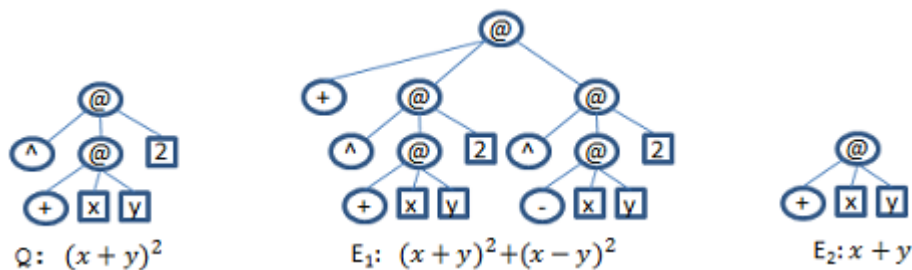 @
@ + @ @
^ @ 2 ^ @ 2 ^ @ 2 @
+ x y + x y - x y + x y
Q: (x + y)² E₁: (x + y)²+(x − y)² E₂: x + y